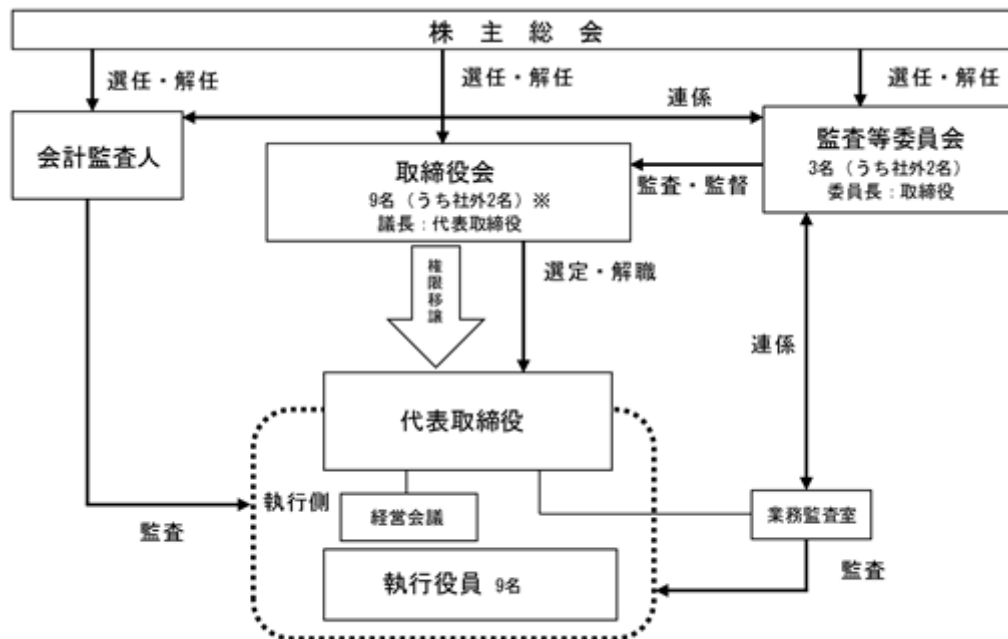 株主総会
選任・解任
選任・解任
選任・解任
連係
会計監査人
取締役会
9名（うち社外2名）※
議長：代表取締役
監査・監督
監査等委員会
3名（うち社外2名）
委員長：取締役
権限移譲
選定・解職
連係
代表取締役
執行側
経営会議
業務監査室
監査
監査
執行役員 9名